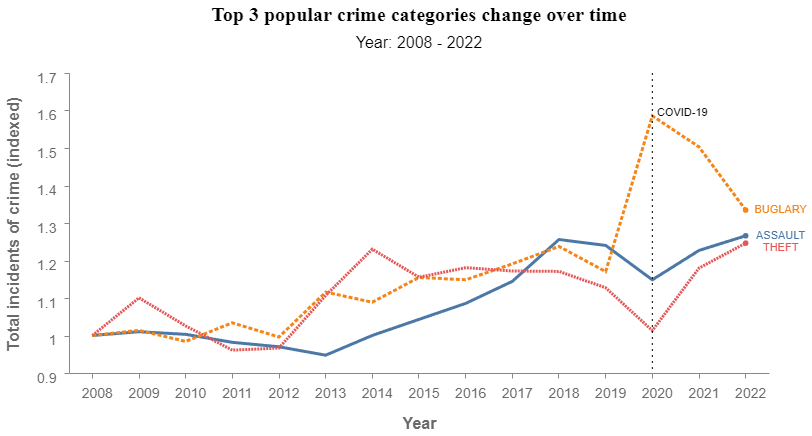 Top 3 popular crime categories change over time
Year: 2008 - 2022
Total incidents of crime (indexed)
1.7
1.6
1.5
1.4
1.3
1.2
1.1
1
0.9
COVID-19
BUGLARY
ASSAULT
THEFT
2008 2009 2010 2011 2012 2013 2014 2015 2016 2017 2018 2019 2020 2021 2022
Year